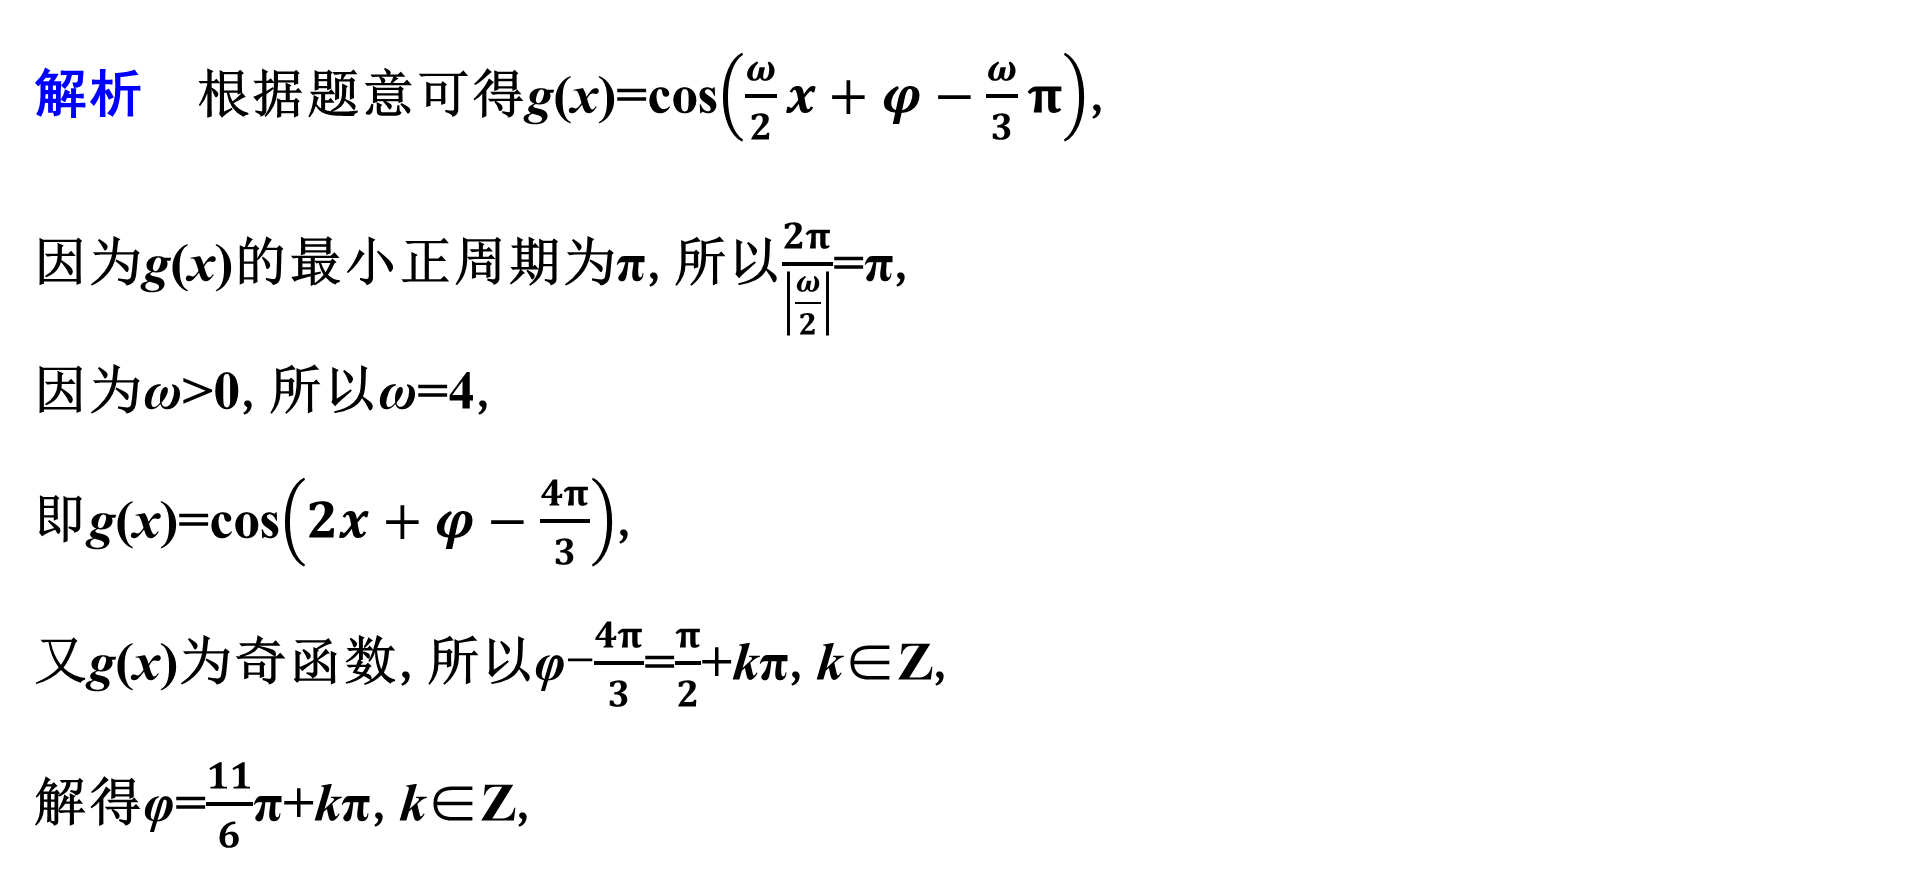 解析 根据题意可得g(x)=cos(ω/2 x + φ − ω/3 π),
因为g(x)的最小正周期为π, 所以2π/|ω/2|=π,
因为ω>0, 所以ω=4,
即g(x)=cos(2x + φ − 4π/3),
又g(x)为奇函数, 所以φ−4π/3=π/2+kπ, k∈Z,
解得φ=11/6π+kπ, k∈Z,